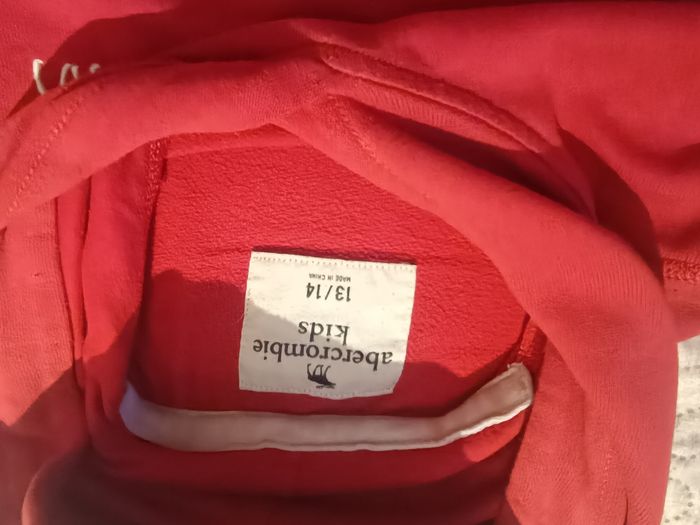 abercrombie
kids
13/14
MADE IN CHINA